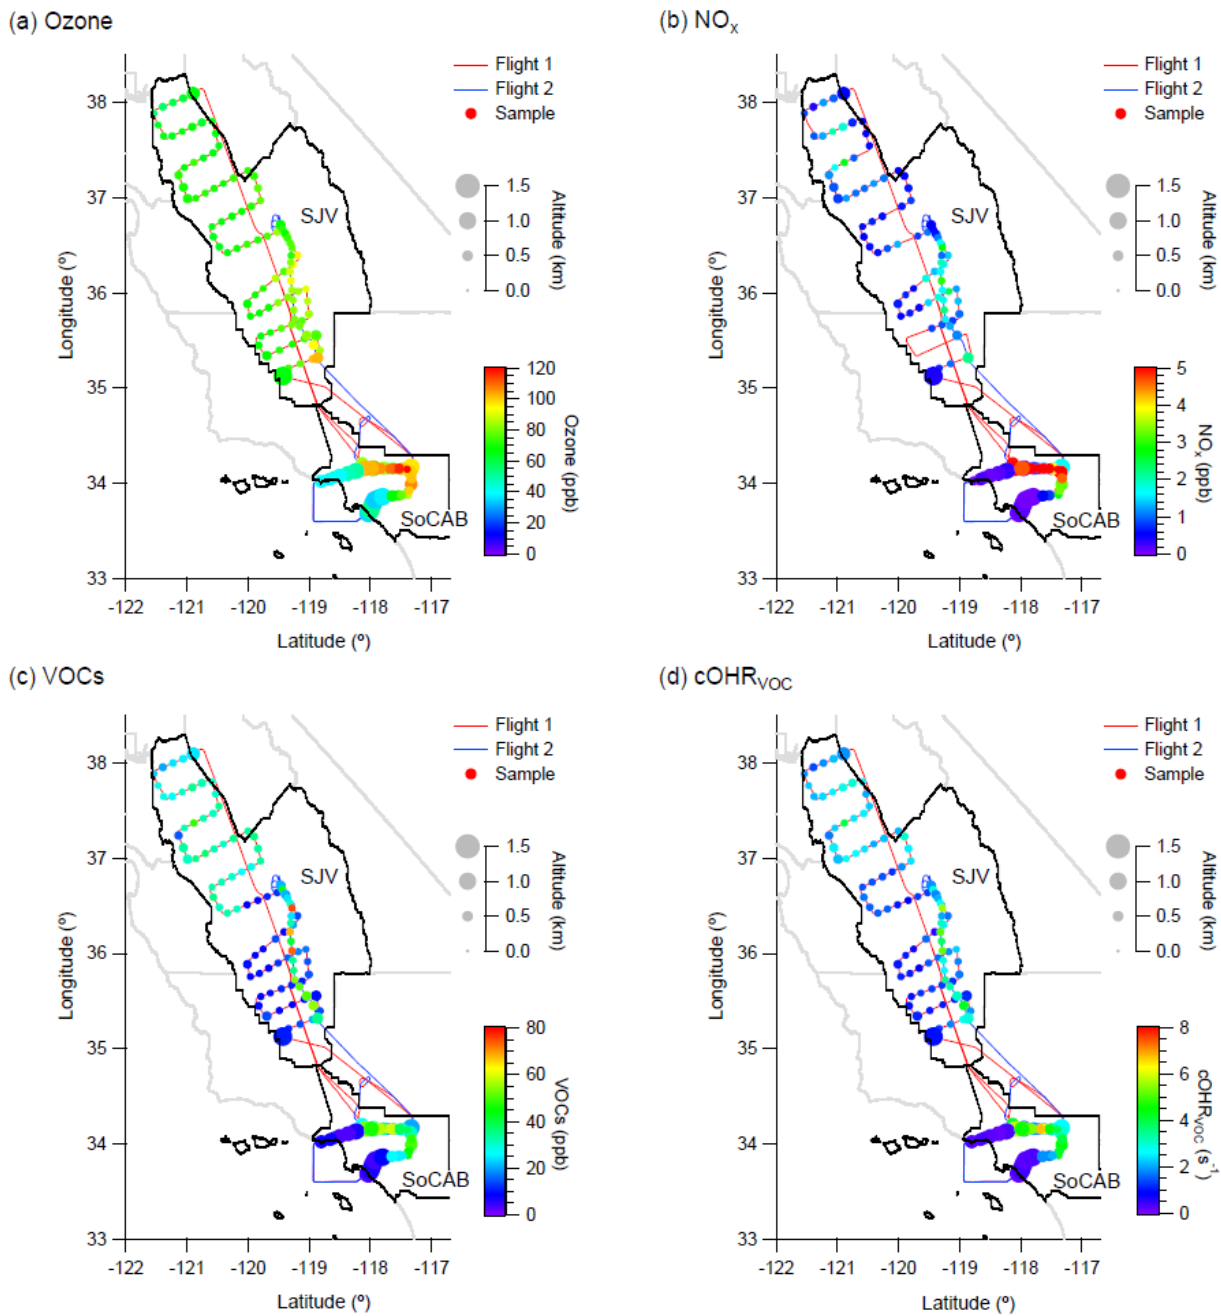 (a) Ozone
Flight 1
Flight 2
Sample
38
37
36
35
34
33
Longitude (º)
-122
-121
-120
-119
-118
-117
Latitude (º)
SJV
SoCAB
1.5
1.0
0.5
0.0
Altitude (km)
120
100
80
60
40
20
0
Ozone (ppb)
(b) NOx
Flight 1
Flight 2
Sample
38
37
36
35
34
33
Longitude (º)
-122
-121
-120
-119
-118
-117
Latitude (º)
SJV
SoCAB
1.5
1.0
0.5
0.0
Altitude (km)
5
4
3
2
1
0
NOx (ppb)
(c) VOCs
Flight 1
Flight 2
Sample
38
37
36
35
34
33
Longitude (º)
-122
-121
-120
-119
-118
-117
Latitude (º)
SJV
SoCAB
1.5
1.0
0.5
0.0
Altitude (km)
80
60
40
20
0
VOCs (ppb)
(d) cOHRVOC
Flight 1
Flight 2
Sample
38
37
36
35
34
33
Longitude (º)
-122
-121
-120
-119
-118
-117
Latitude (º)
SJV
SoCAB
1.5
1.0
0.5
0.0
Altitude (km)
8
6
4
2
0
cOHRVOC (s-1)